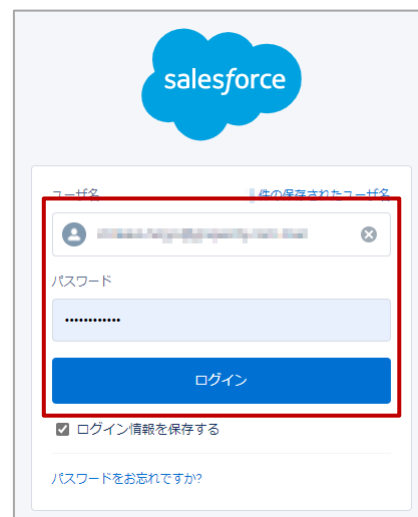 salesforce
ユーザ名
件の保存されたユーザ名
パスワード
••••••••••••
ログイン
ログイン情報を保存する
パスワードをお忘れですか?